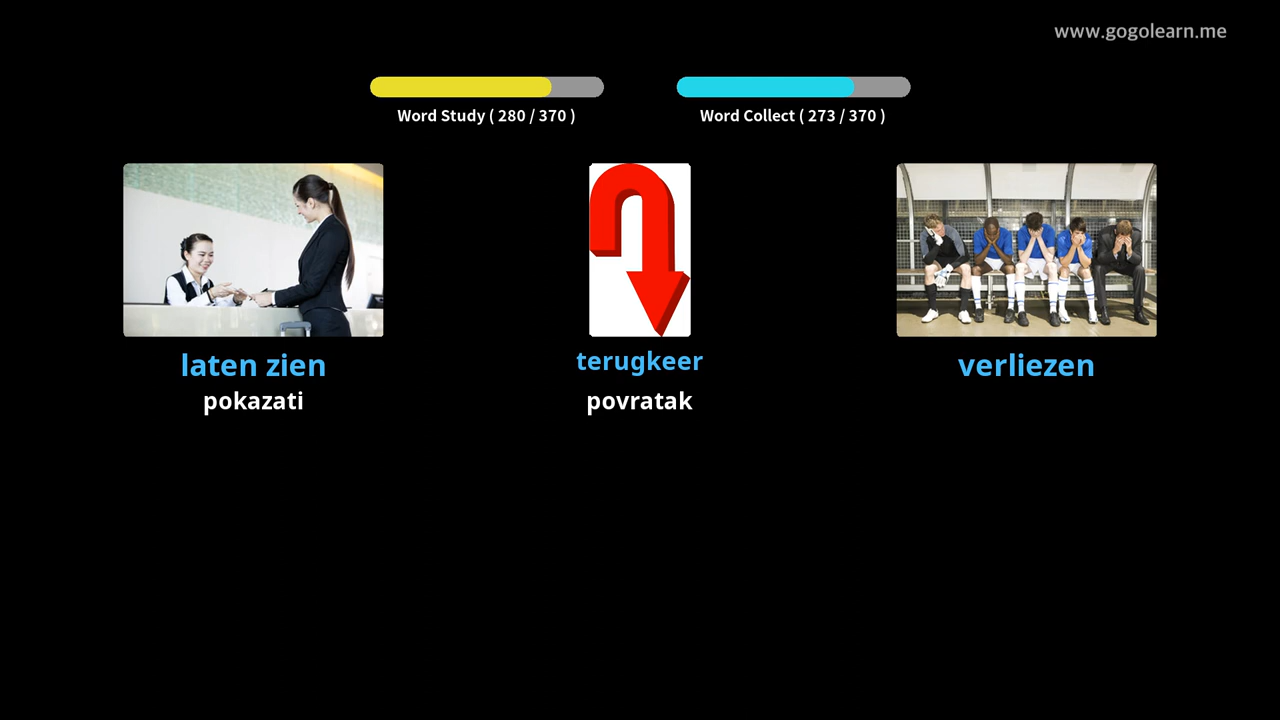 www.gogolearn.me
Word Study ( 280 / 370 )
Word Collect ( 273 / 370 )
laten zien
pokazati
terugkeer
povratak
verliezen